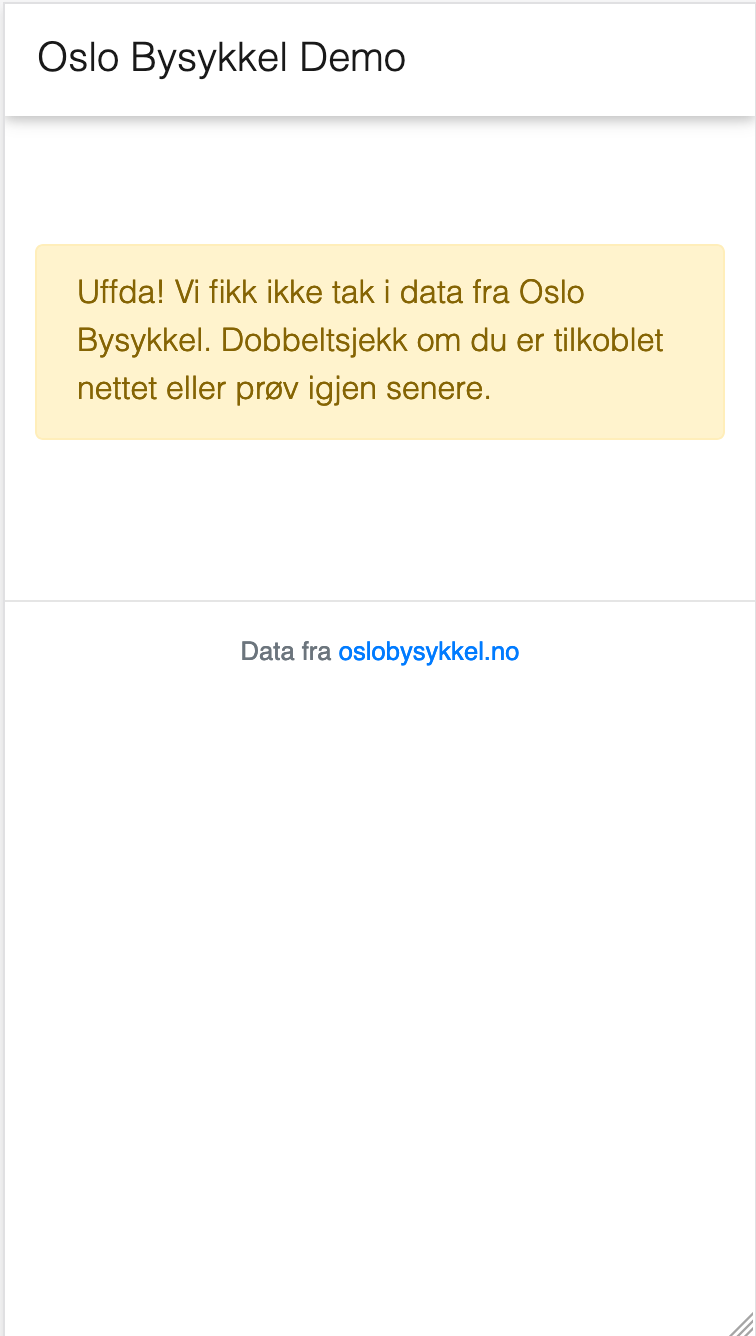 Oslo Bysykkel Demo
Uffda! Vi fikk ikke tak i data fra Oslo
Bysykkel. Dobbeltsjekk om du er tilkoblet
nettet eller prøv igjen senere.
Data fra oslobysykkel.no